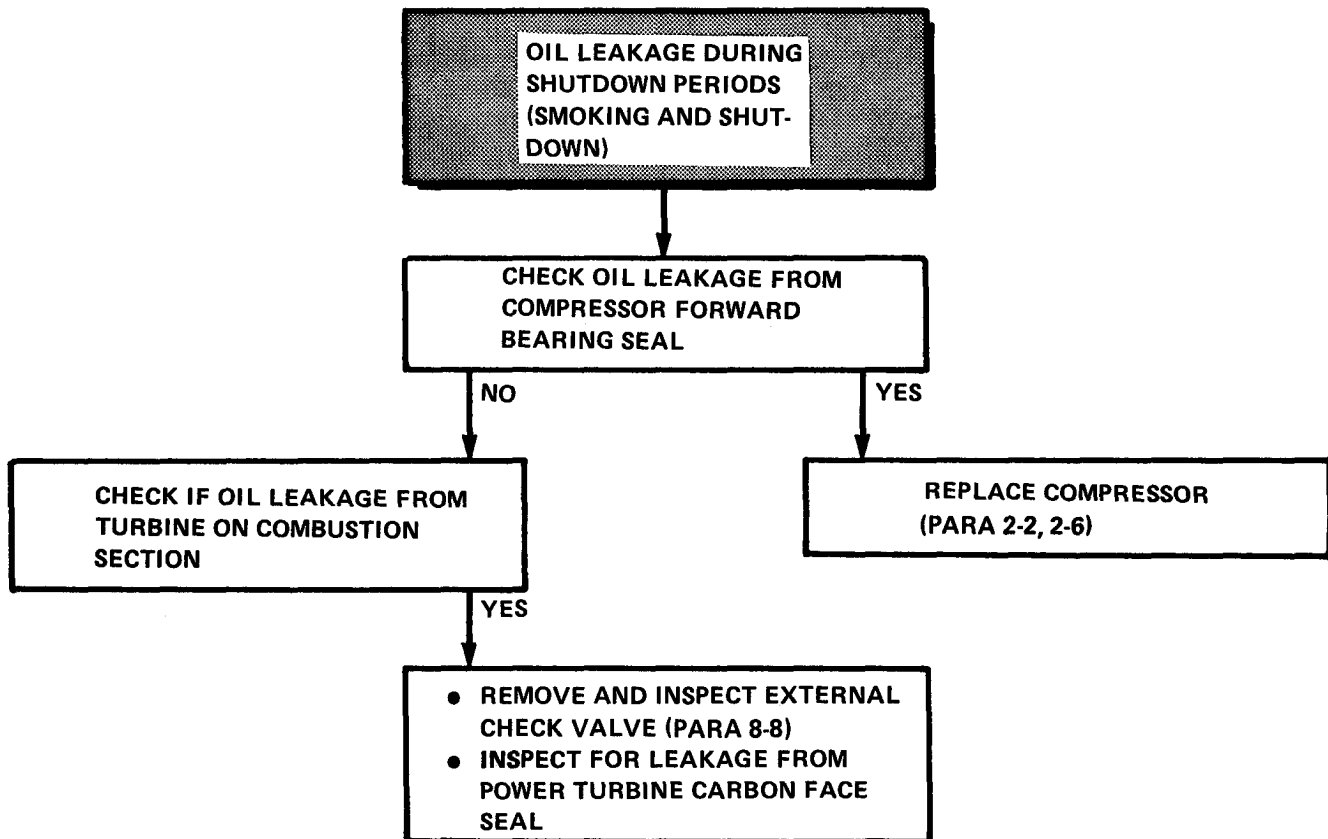 OIL LEAKAGE DURING
SHUTDOWN PERIODS
(SMOKING AND SHUT-
DOWN)
CHECK OIL LEAKAGE FROM
COMPRESSOR FORWARD
BEARING SEAL
NO
YES
CHECK IF OIL LEAKAGE FROM
TURBINE ON COMBUSTION
SECTION
REPLACE COMPRESSOR
(PARA 2-2, 2-6)
YES
● REMOVE AND INSPECT EXTERNAL
CHECK VALVE (PARA 8-8)
● INSPECT FOR LEAKAGE FROM
POWER TURBINE CARBON FACE
SEAL